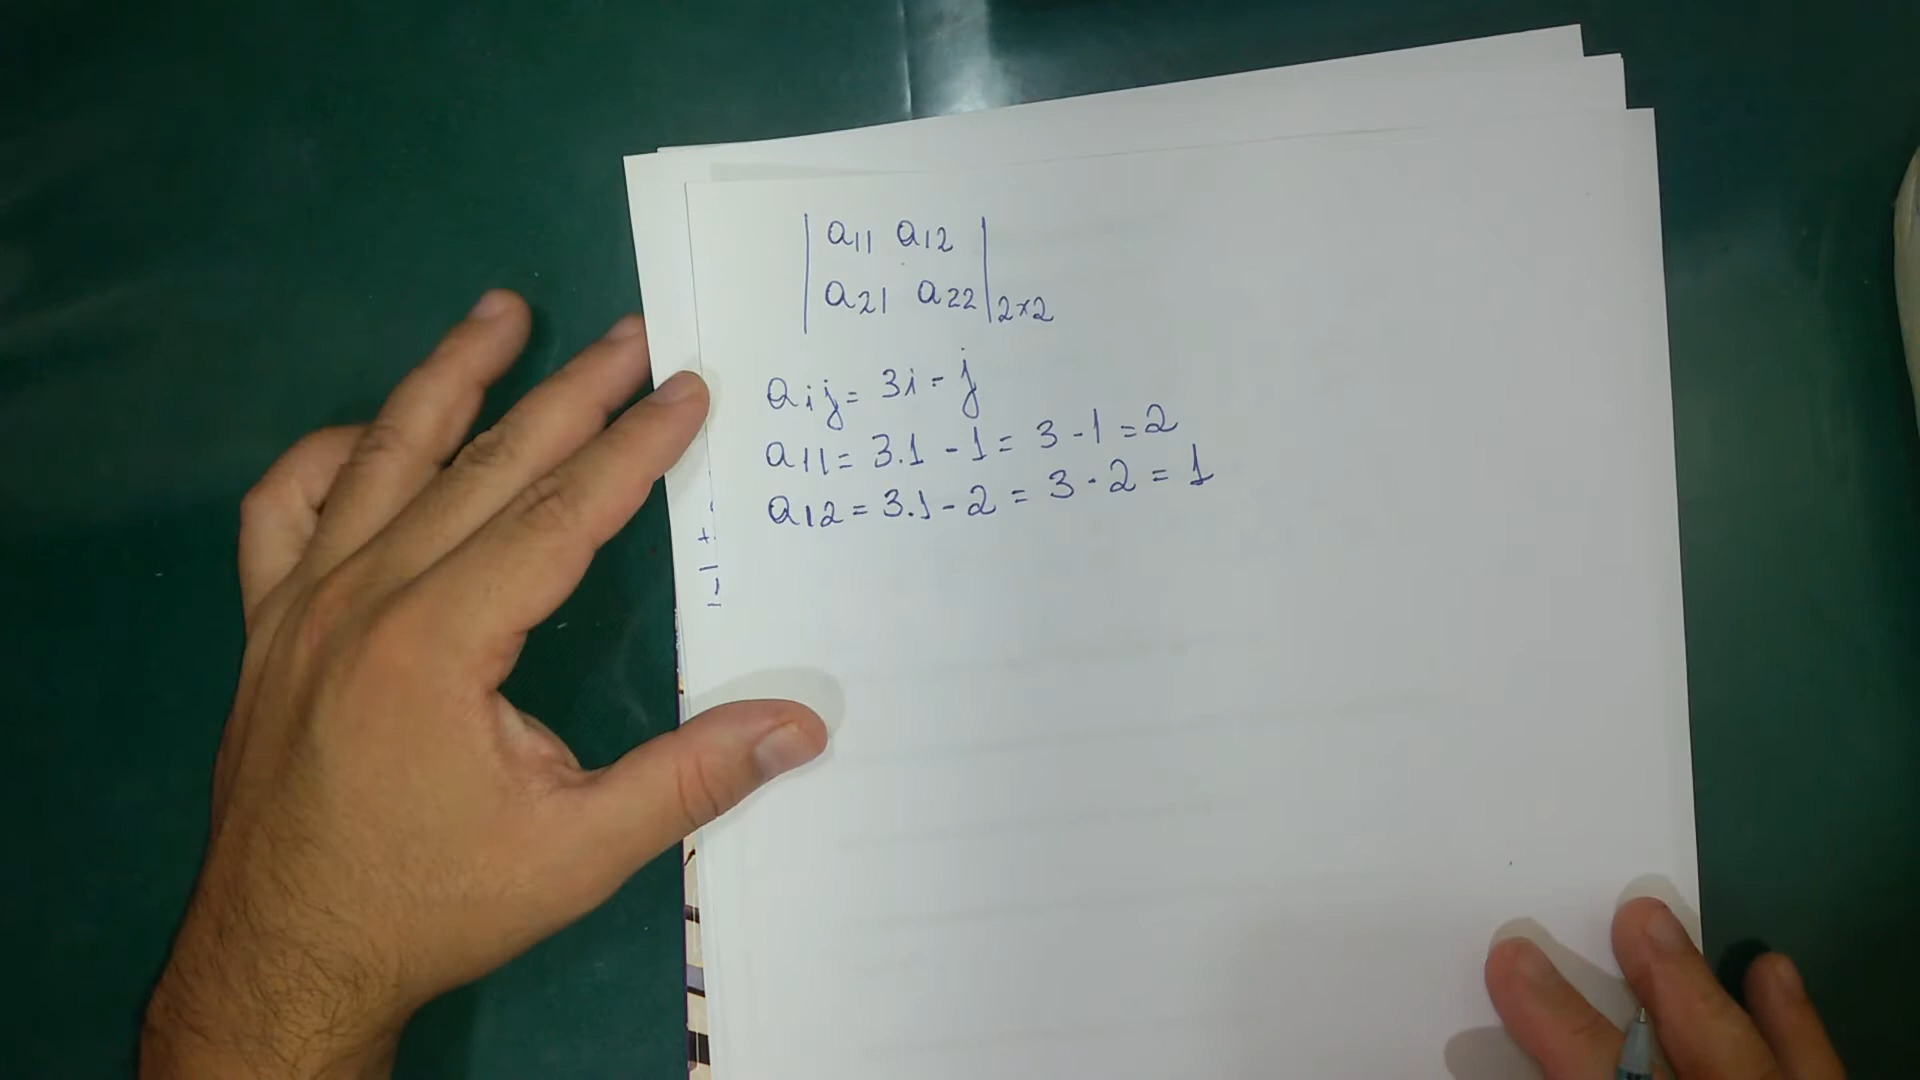 | a11 a12 |
| a21 a22 | 2x2
aij = 3i - j
a11 = 3.1 - 1 = 3 - 1 = 2
a12 = 3.1 - 2 = 3 - 2 = 1